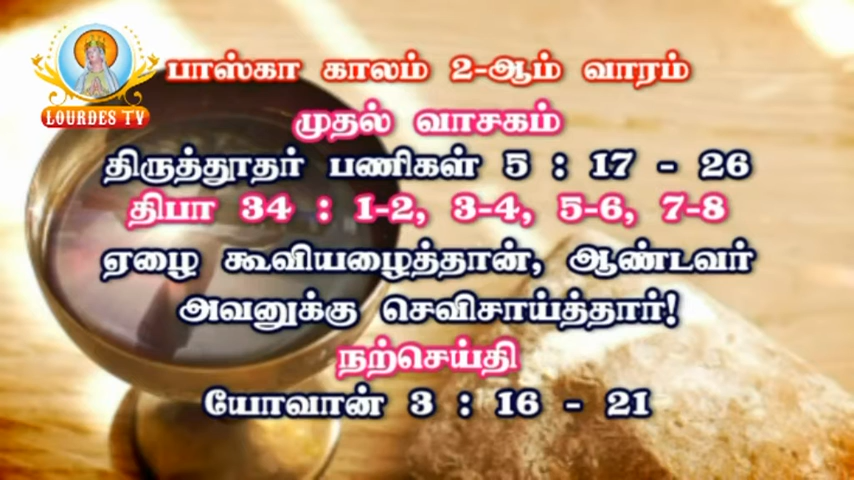 LOURDES TV
பாஸ்கா காலம் 2-ஆம் வாரம்
முதல் வாசகம்
திருத்தூதர் பணிகள் 5 : 17 - 26
திபா 34 : 1-2, 3-4, 5-6, 7-8
ஏழை கூவியழைத்தான், ஆண்டவர்
அவனுக்கு செவிசாய்த்தார்!
நற்செய்தி
யோவான் 3 : 16 - 21